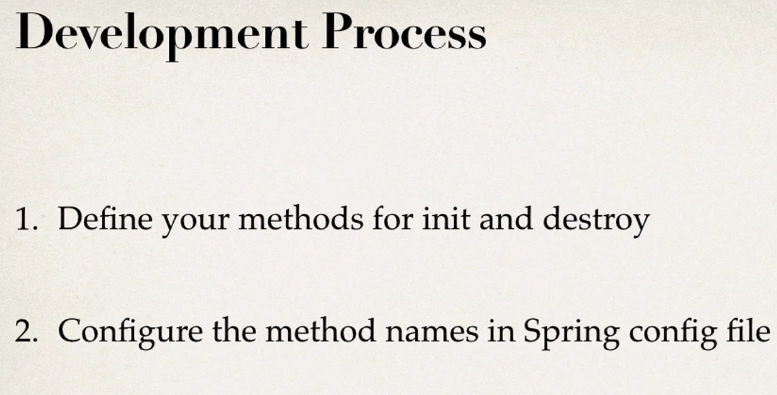 Development Process
1. Define your methods for init and destroy
2. Configure the method names in Spring config file